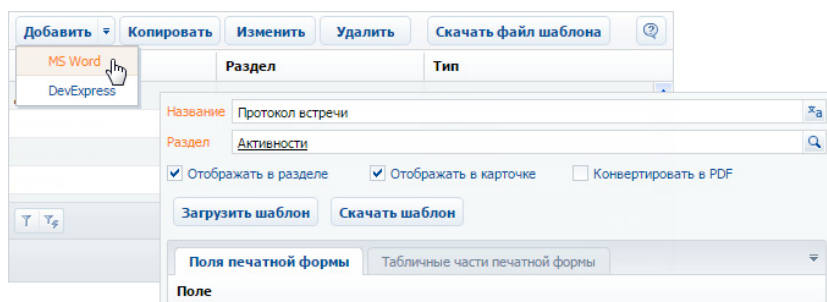 Добавить Копировать Изменить Удалить Скачать файл шаблона
MS Word Раздел Тип
DevExpress
Название Протокол встречи
Раздел Активности
Отображать в разделе Отображать в карточке Конвертировать в PDF
Загрузить шаблон Скачать шаблон
Поля печатной формы Табличные части печатной формы
Поле